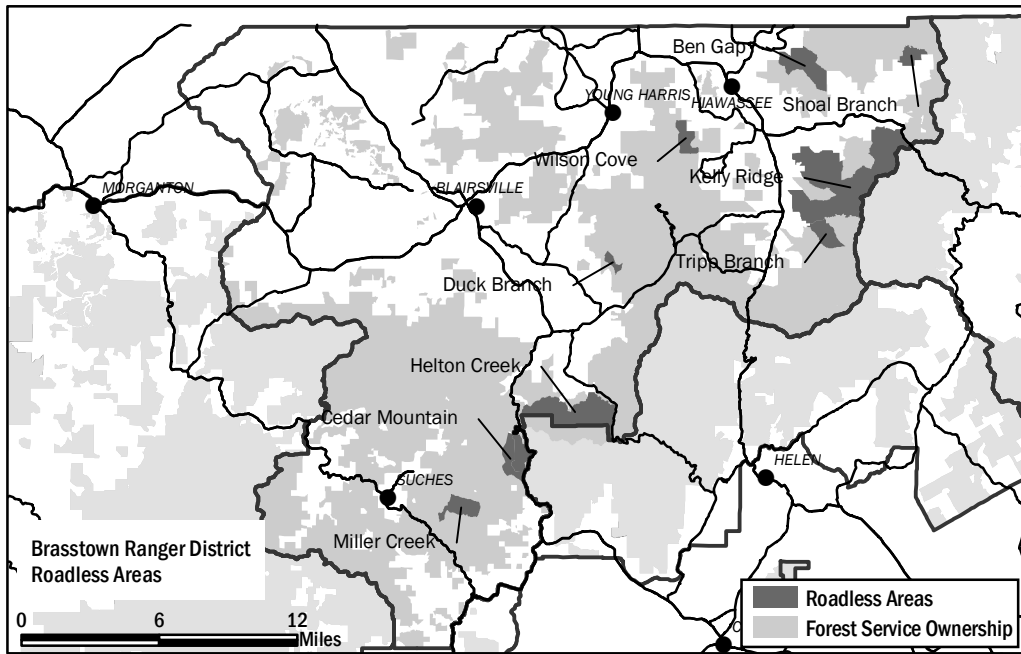 Ben Gap
YOUNG HARRIS
HIAWASSEE
Shoal Branch
Wilson Cove
Kelly Ridge
MORGANTON
BLAIRSVILLE
Tripp Branch
Duck Branch
Helton Creek
Cedar Mountain
HELEN
SUCHES
Miller Creek
Brasstown Ranger District
Roadless Areas
0 6 12
Miles
Roadless Areas
Forest Service Ownership